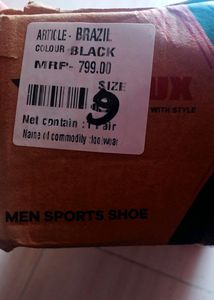 ARTICLE- BRAZIL
COLOUR- BLACK
MRP- 799.00
SIZE
9
Net contain : 1 Pair
Name of commodity :footwear
UX
WITH STYLE
MEN SPORTS SHOE